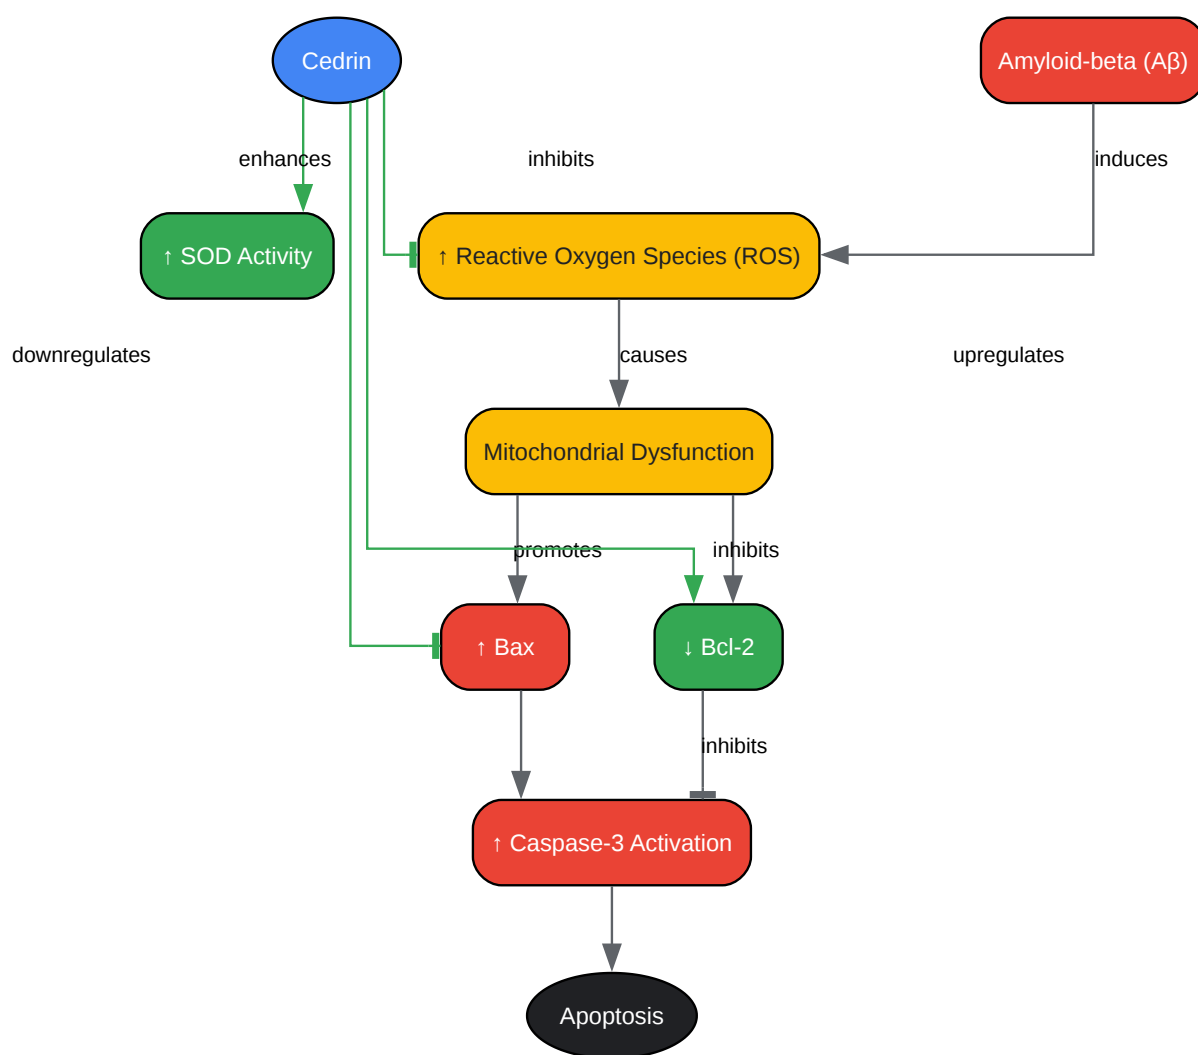 Cedrin
Amyloid-beta (Aβ)
enhances
inhibits
induces
↑ SOD Activity
↑ Reactive Oxygen Species (ROS)
downregulates
causes
upregulates
Mitochondrial Dysfunction
promotes
inhibits
↑ Bax
↓ Bcl-2
inhibits
↑ Caspase-3 Activation
Apoptosis